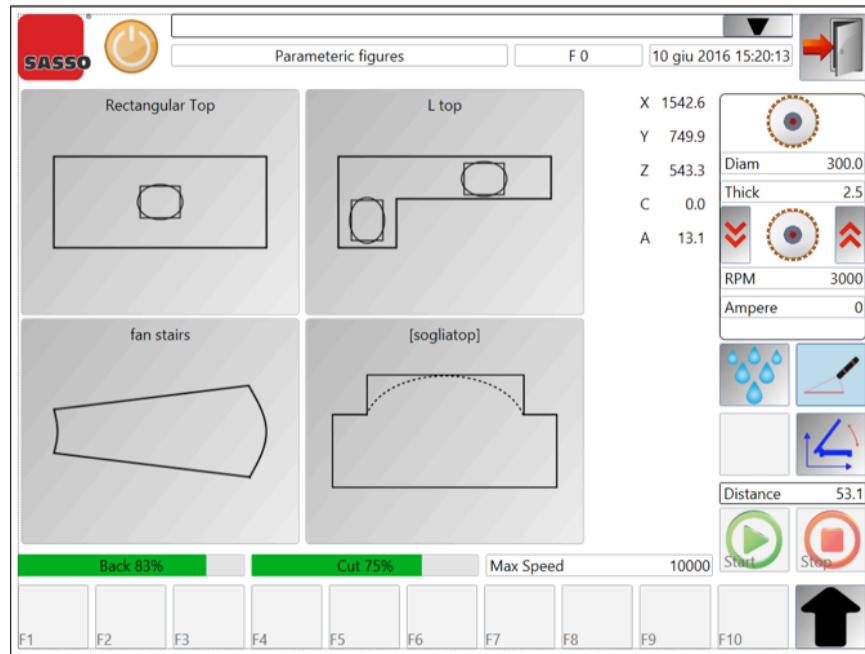 SASSO®
Parameteric figures
F 0
10 giu 2016 15:20:13
Rectangular Top
L top
X 1542.6
Y 749.9
Z 543.3
C 0.0
A 13.1
Diam 300.0
Thick 2.5
RPM 3000
Ampere 0
fan stairs
[sogliatop]
Distance 53.1
Start
Stop
Back 83%
Cut 75%
Max Speed 10000
F1
F2
F3
F4
F5
F6
F7
F8
F9
F10